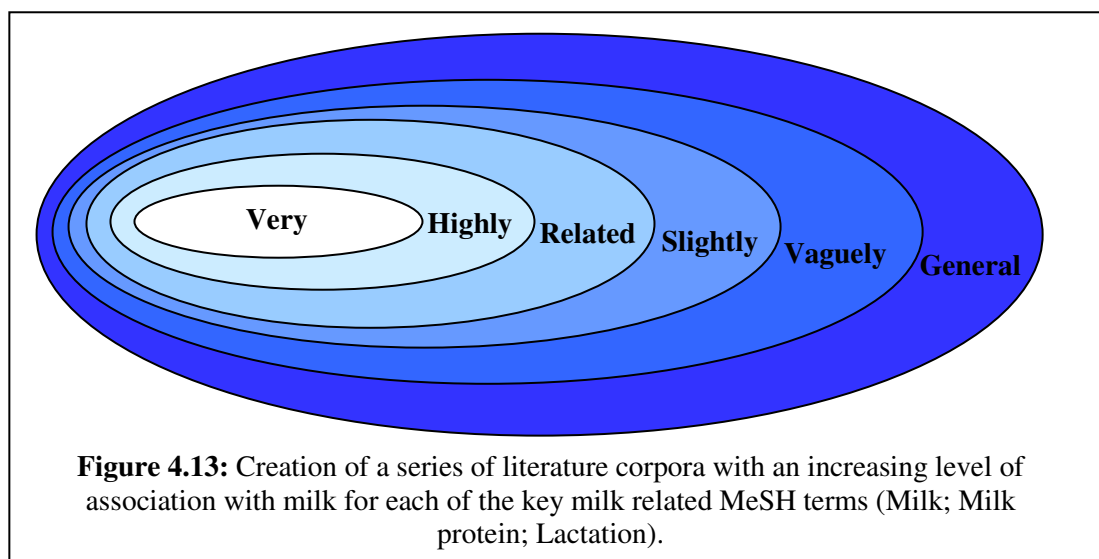 Very
Highly
Related
Slightly
Vaguely
General
Figure 4.13: Creation of a series of literature corpora with an increasing level of
association with milk for each of the key milk related MeSH terms (Milk; Milk
protein; Lactation).